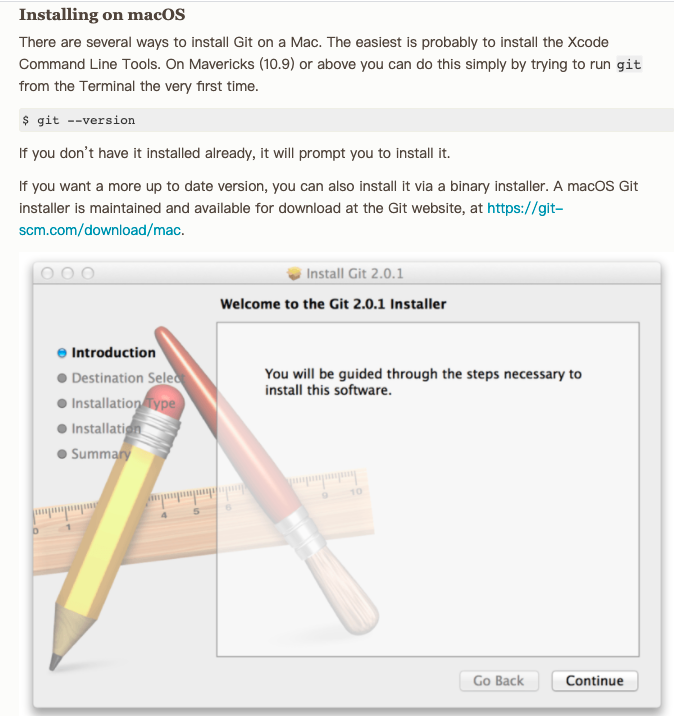 Installing on macOS
There are several ways to install Git on a Mac. The easiest is probably to install the Xcode
Command Line Tools. On Mavericks (10.9) or above you can do this simply by trying to run git
from the Terminal the very first time.
$ git --version
If you don't have it installed already, it will prompt you to install it.
If you want a more up to date version, you can also install it via a binary installer. A macOS Git
installer is maintained and available for download at the Git website, at https://git-
scm.com/download/mac.
Install Git 2.0.1
Welcome to the Git 2.0.1 Installer
Introduction
Destination Select
Installation Type
Installation
Summary
You will be guided through the steps necessary to
install this software.
0 1 4 5 6 9 10
Go Back Continue